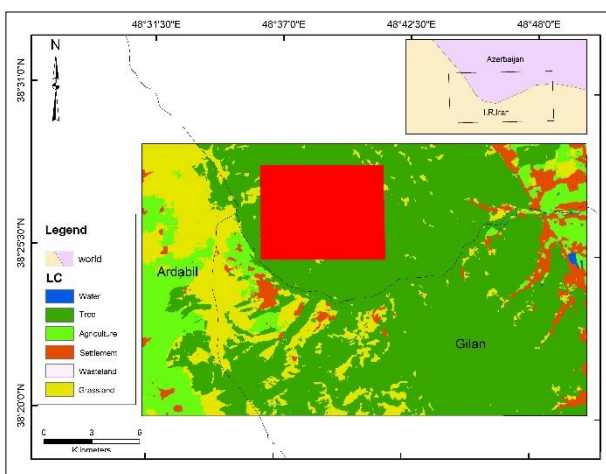 48°31'30"E 48°37'0"E 48°42'30"E 48°48'0"E
N
38°31'0"N
38°25'30"N
38°20'0"N
Azerbaijan
I.R.Iran
Legend
world
LC
Water
Tree
Agriculture
Settlement
Wasteland
Grassland
Ardabil
Gilan
0 3 6
Kilometers